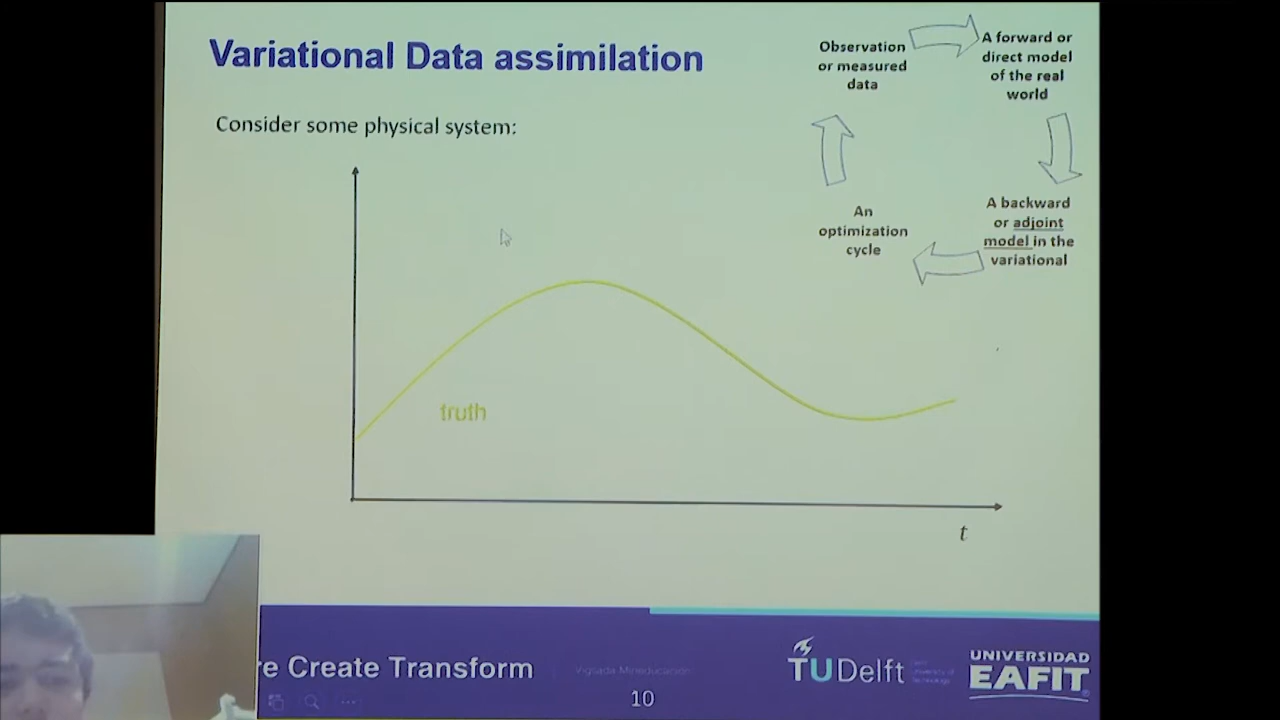 Variational Data assimilation
Consider some physical system:
Observation
or measured
data
A forward or
direct model
of the real
world
A backward
or adjoint
model in the
variational
An
optimization
cycle
truth
t
re Create Transform
Vigilada Mineducación
10
TUDelft
UNIVERSIDAD
EAFIT